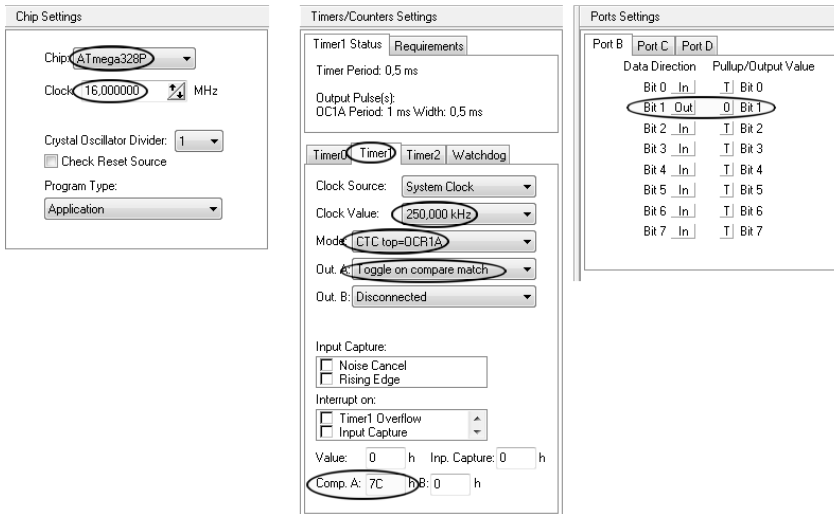 Chip Settings
Chip: ATmega328P
Clock: 16,000000 MHz
Crystal Oscillator Divider: 1
Check Reset Source
Program Type:
Application
Timers/Counters Settings
Timer1 Status Requirements
Timer Period: 0,5 ms
Output Pulse(s):
OC1A Period: 1 ms Width: 0,5 ms
Timer0 Timer1 Timer2 Watchdog
Clock Source: System Clock
Clock Value: 250,000 kHz
Mode: CTC top=OCR1A
Out. A: Toggle on compare match
Out. B: Disconnected
Input Capture:
Noise Cancel
Rising Edge
Interrupt on:
Timer1 Overflow
Input Capture
Value: 0 h Inp. Capture: 0 h
Comp. A: 7C h B: 0 h
Ports Settings
Port B Port C Port D
Data Direction Pullup/Output Value
Bit 0 In T Bit 0
Bit 1 Out 0 Bit 1
Bit 2 In T Bit 2
Bit 3 In T Bit 3
Bit 4 In T Bit 4
Bit 5 In T Bit 5
Bit 6 In T Bit 6
Bit 7 In T Bit 7